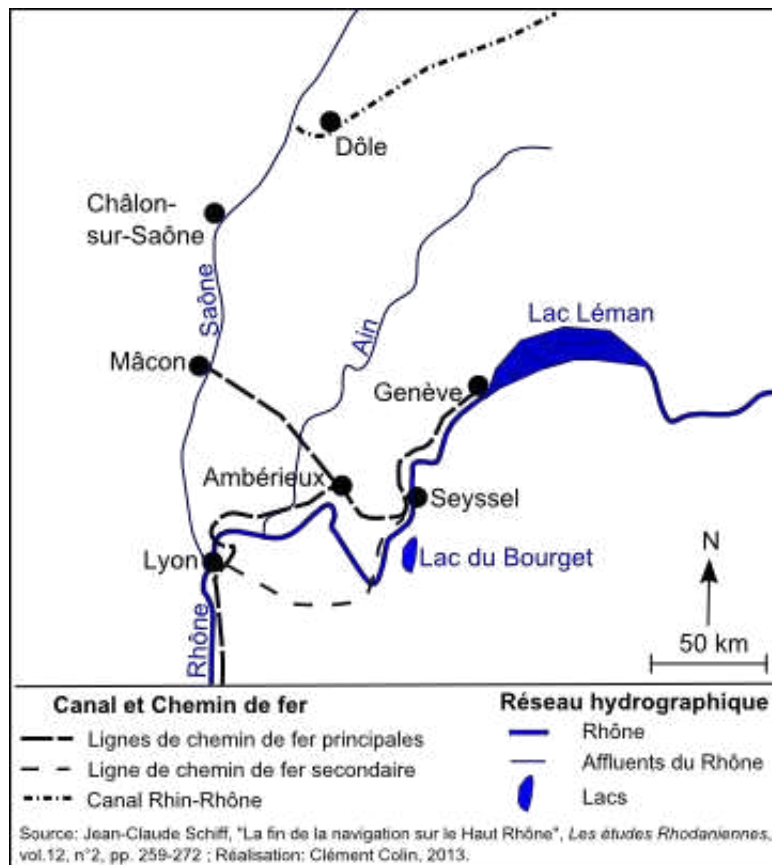 Dôle
Châlon-
sur-Saône
Saône
Ain
Lac Léman
Mâcon
Genève
Ambérieux
Seyssel
Lyon
Lac du Bourget
N
Rhône
50 km
Canal et Chemin de fer
Lignes de chemin de fer principales
Ligne de chemin de fer secondaire
Canal Rhin-Rhône
Réseau hydrographique
Rhône
Affluents du Rhône
Lacs
Source: Jean-Claude Schiff, "La fin de la navigation sur le Haut Rhône", Les études Rhodaniennes,
vol.12, n°2, pp. 259-272 ; Réalisation: Clément Colin, 2013.